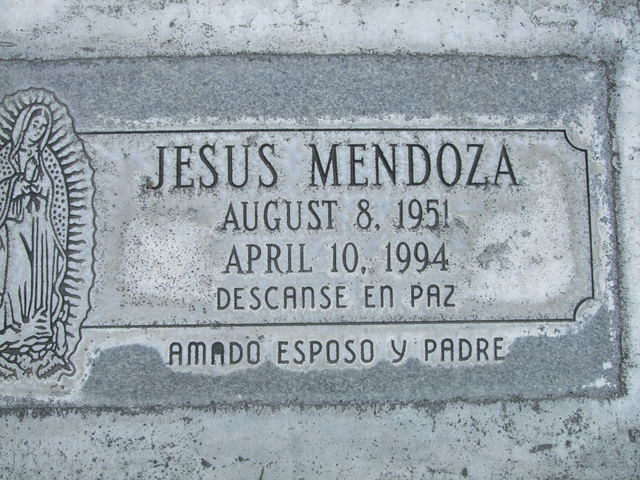 JESUS MENDOZA
AUGUST 8, 1951
APRIL 10, 1994
DESCANSE EN PAZ
AMADO ESPOSO Y PADRE